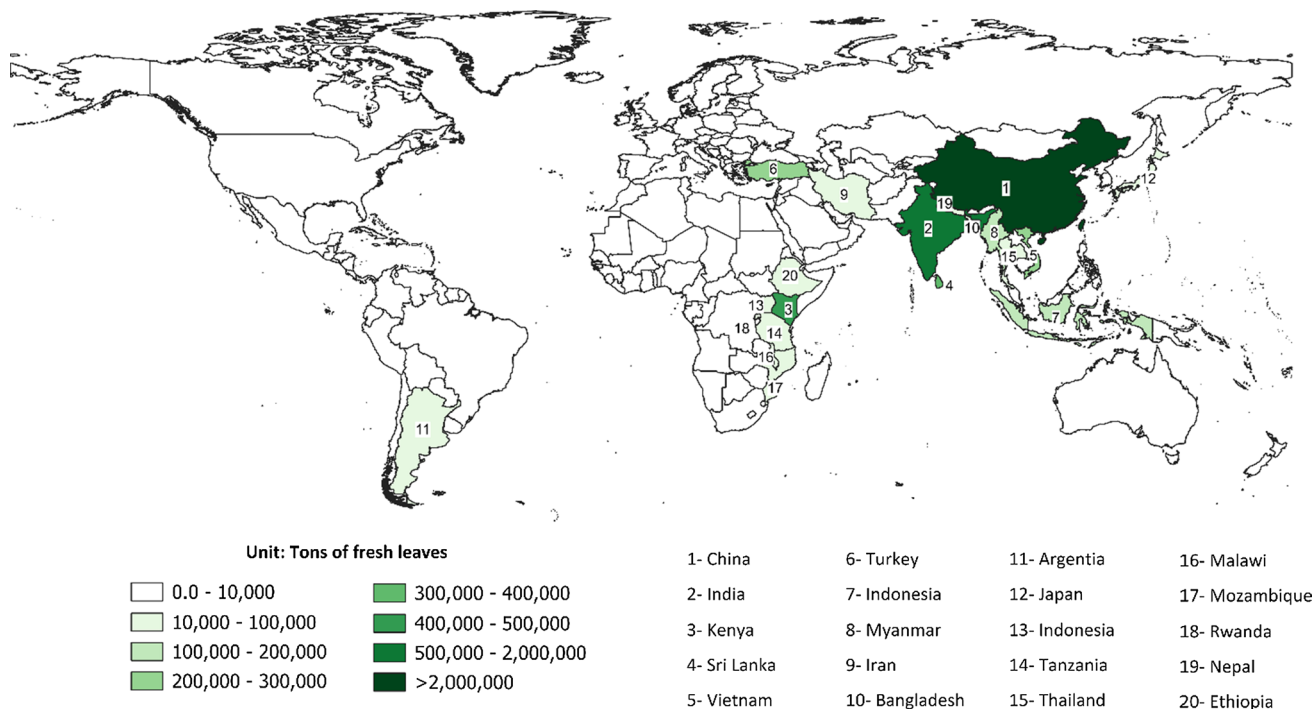 6
9
1
12
19
2
10
8
15
5
4
20
13
3
18
14
7
16
17
11
Unit: Tons of fresh leaves
0.0 - 10,000
10,000 - 100,000
100,000 - 200,000
200,000 - 300,000
300,000 - 400,000
400,000 - 500,000
500,000 - 2,000,000
>2,000,000
1- China
2- India
3- Kenya
4- Sri Lanka
5- Vietnam
6- Turkey
7- Indonesia
8- Myanmar
9- Iran
10- Bangladesh
11- Argentia
12- Japan
13- Indonesia
14- Tanzania
15- Thailand
16- Malawi
17- Mozambique
18- Rwanda
19- Nepal
20- Ethiopia